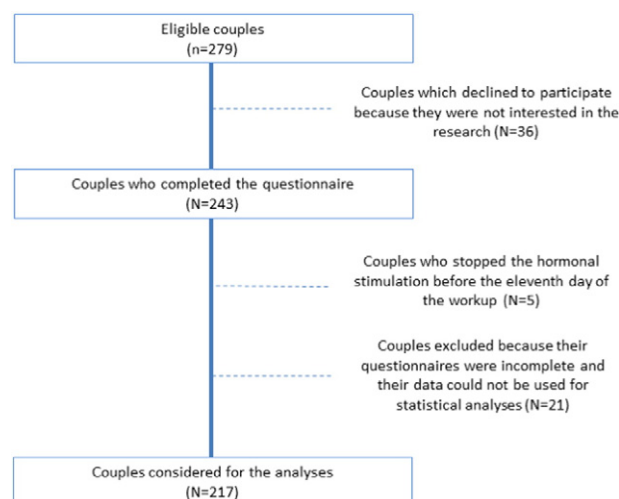 Eligible couples
(n=279)
Couples which declined to participate
because they were not interested in the
research (N=36)
Couples who completed the questionnaire
(N=243)
Couples who stopped the hormonal
stimulation before the eleventh day of
the workup (N=5)
Couples excluded because their
questionnaires were incomplete and
their data could not be used for
statistical analyses (N=21)
Couples considered for the analyses
(N=217)